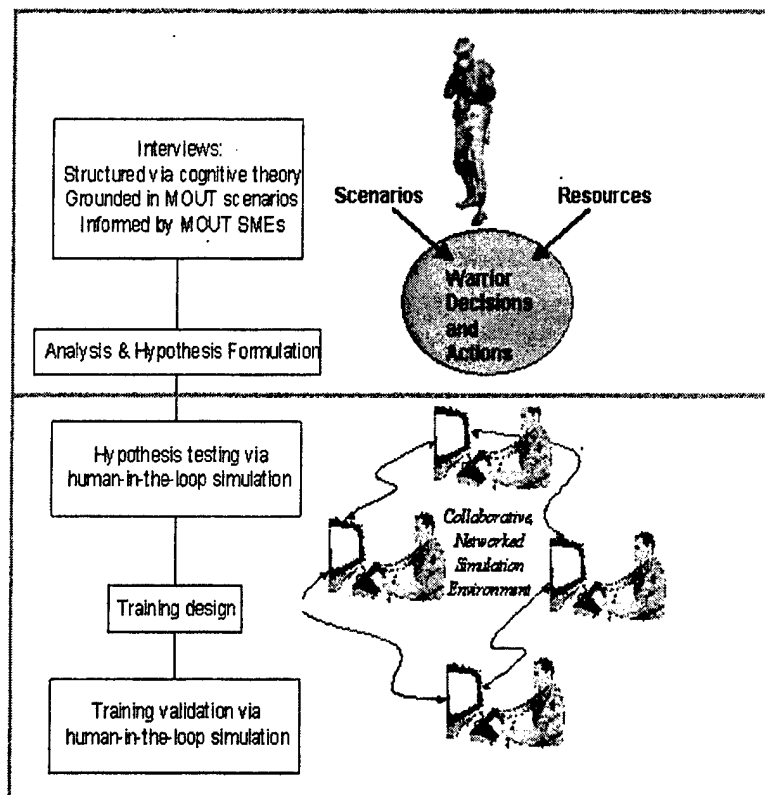 Interviews:
Structured via cognitive theory
Grounded in MOUT scenarios
Informed by MOUT SMEs
Scenarios
Resources
Warrior
Decisions
and
Actions
Analysis & Hypothesis Formulation
Hypothesis testing via
human-in-the-loop simulation
Collaborative,
Networked
Simulation
Environment
Training design
Training validation via
human-in-the-loop simulation